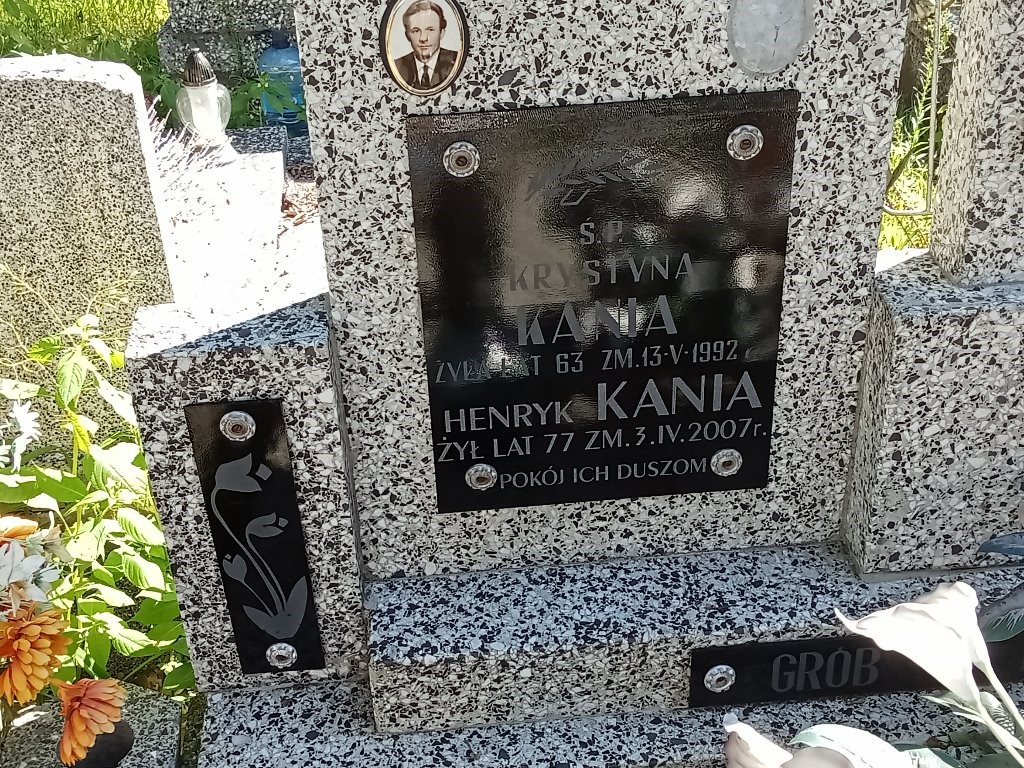 Ś.P.
KRYSTYNA
KANIA
ŻYŁA LAT 63 ZM. 13-V-1992 r.
HENRYK KANIA
ŻYŁ LAT 77 ZM. 3.IV.2007r.
POKÓJ ICH DUSZOM
GRÓB